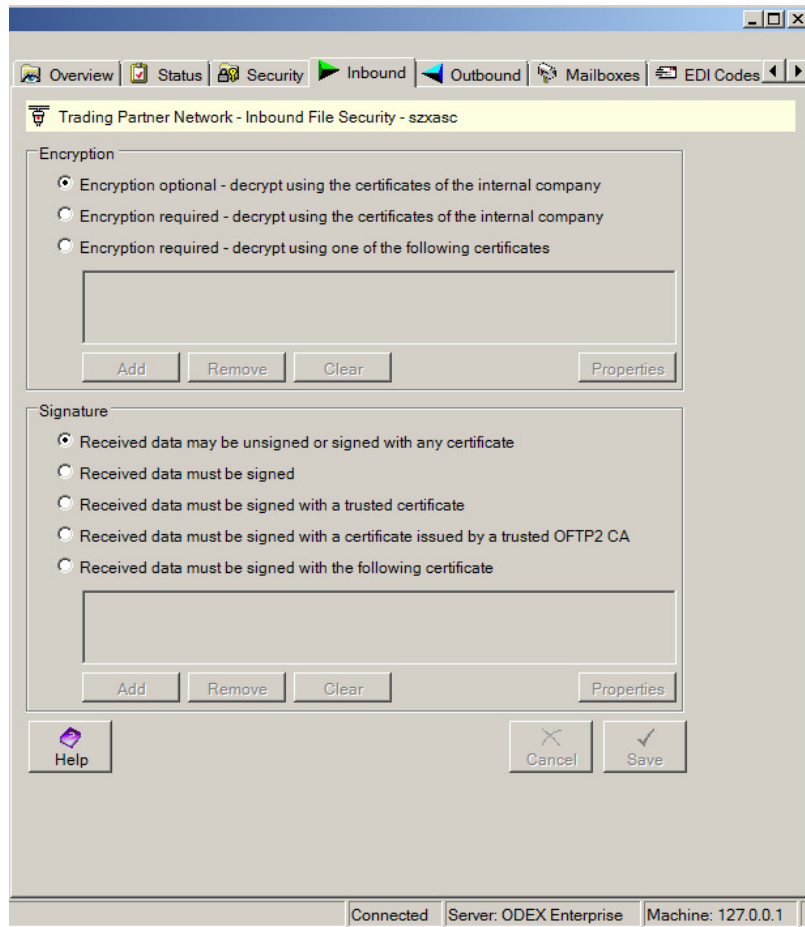 Overview Status Security Inbound Outbound Mailboxes EDI Codes
Trading Partner Network - Inbound File Security - szxasc
Encryption
Encryption optional - decrypt using the certificates of the internal company
Encryption required - decrypt using the certificates of the internal company
Encryption required - decrypt using one of the following certificates
Add Remove Clear Properties
Signature
Received data may be unsigned or signed with any certificate
Received data must be signed
Received data must be signed with a trusted certificate
Received data must be signed with a certificate issued by a trusted OFTP2 CA
Received data must be signed with the following certificate
Add Remove Clear Properties
Help Cancel Save
Connected Server: ODEX Enterprise Machine: 127.0.0.1